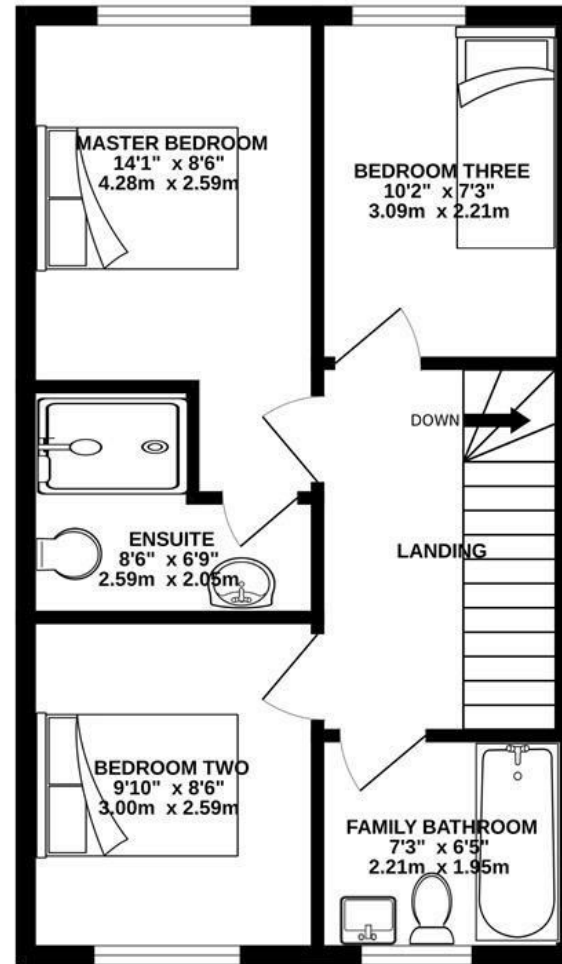 MASTER BEDROOM
14'1" x 8'6"
4.28m x 2.59m
BEDROOM THREE
10'2" x 7'3"
3.09m x 2.21m
DOWN
ENSUITE
8'6" x 6'9"
2.59m x 2.05m
LANDING
BEDROOM TWO
9'10" x 8'6"
3.00m x 2.59m
FAMILY BATHROOM
7'3" x 6'5"
2.21m x 1.95m